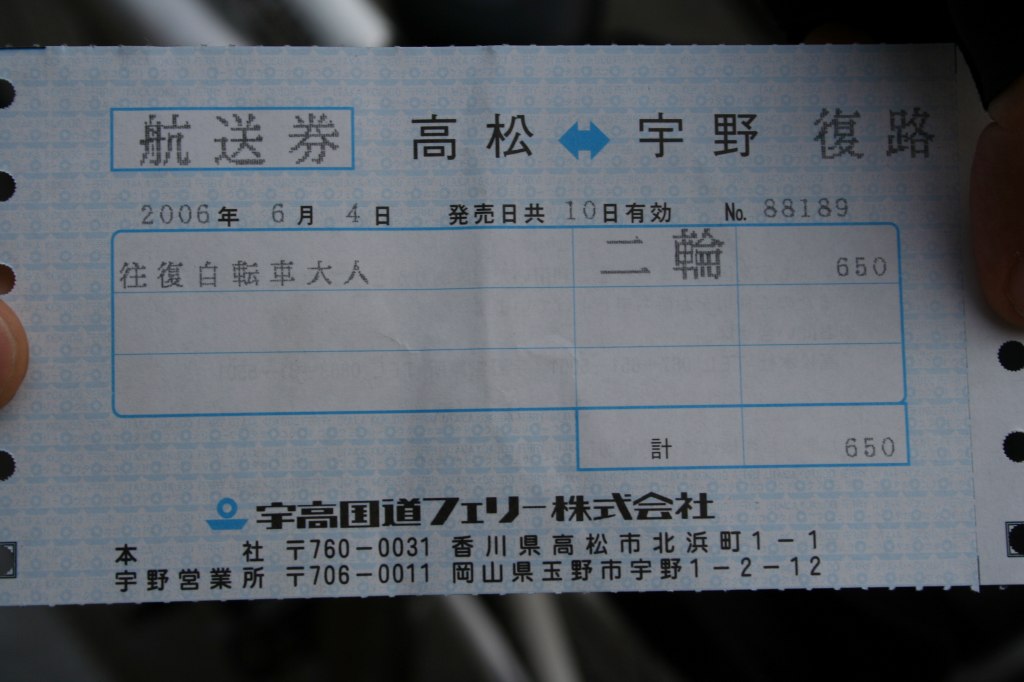 航送券 高松 ⇔ 宇野 復路
2006年 6月 4日 発売日共 10日有効 No. 88189
往復自転車大人 二輪 650
計 650
宇高国道フェリー株式会社
本社 〒760-0031 香川県高松市北浜町1-1
宇野営業所 〒706-0011 岡山県玉野市宇野1-2-12